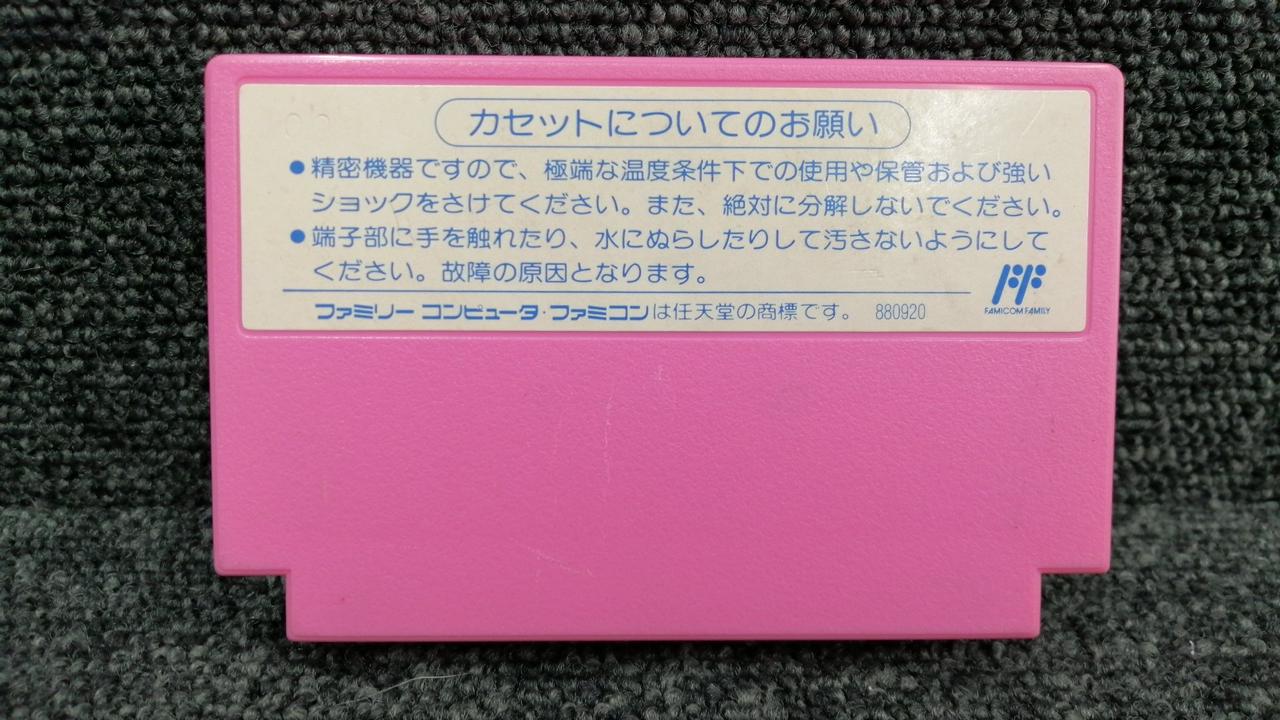 カセットについてのお願い
●精密機器ですので、極端な温度条件下での使用や保管および強い
ショックをさけてください。また、絶対に分解しないでください。
●端子部に手を触れたり、水にぬらしたりして汚さないようにして
ください。故障の原因となります。
ファミリー コンピュータ・ファミコンは任天堂の商標です。 880920
FAMICOM FAMILY